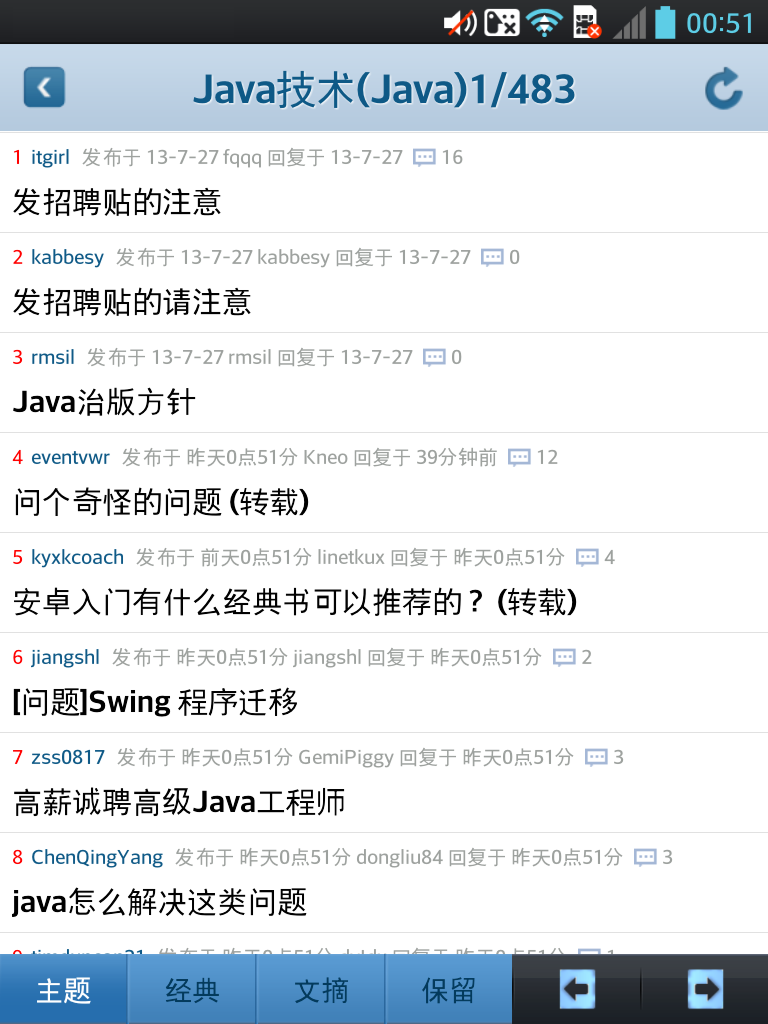 00:51
Java技术(Java)1/483
1 itgirl 发布于 13-7-27 fqqq 回复于 13-7-27 16
发招聘贴的注意
2 kabbesy 发布于 13-7-27 kabbesy 回复于 13-7-27 0
发招聘贴的请注意
3 rmsil 发布于 13-7-27 rmsil 回复于 13-7-27 0
Java治版方针
4 eventvwr 发布于 昨天0点51分 Kneo 回复于 39分钟前 12
问个奇怪的问题 (转载)
5 kyxkcoach 发布于 前天0点51分 linetkux 回复于 昨天0点51分 4
安卓入门有什么经典书可以推荐的？(转载)
6 jiangshl 发布于 昨天0点51分 jiangshl 回复于 昨天0点51分 2
[问题]Swing 程序迁移
7 zss0817 发布于 昨天0点51分 GemiPiggy 回复于 昨天0点51分 3
高薪诚聘高级Java工程师
8 ChenQingYang 发布于 昨天0点51分 dongliu84 回复于 昨天0点51分 3
java怎么解决这类问题
主题 经典 文摘 保留